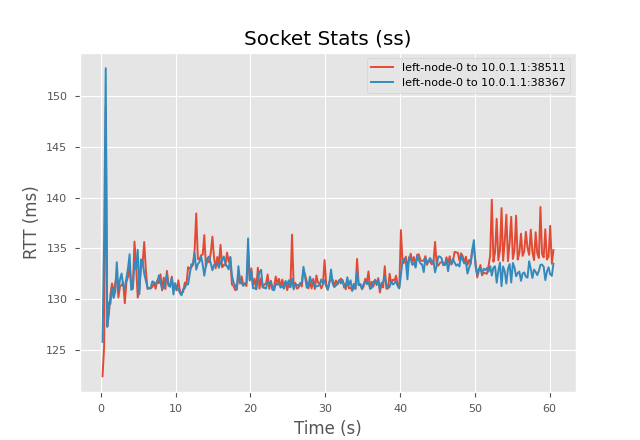 Socket Stats (ss)
left-node-0 to 10.0.1.1:38511
left-node-0 to 10.0.1.1:38367
150
145
140
135
130
125
RTT (ms)
0 10 20 30 40 50 60
Time (s)